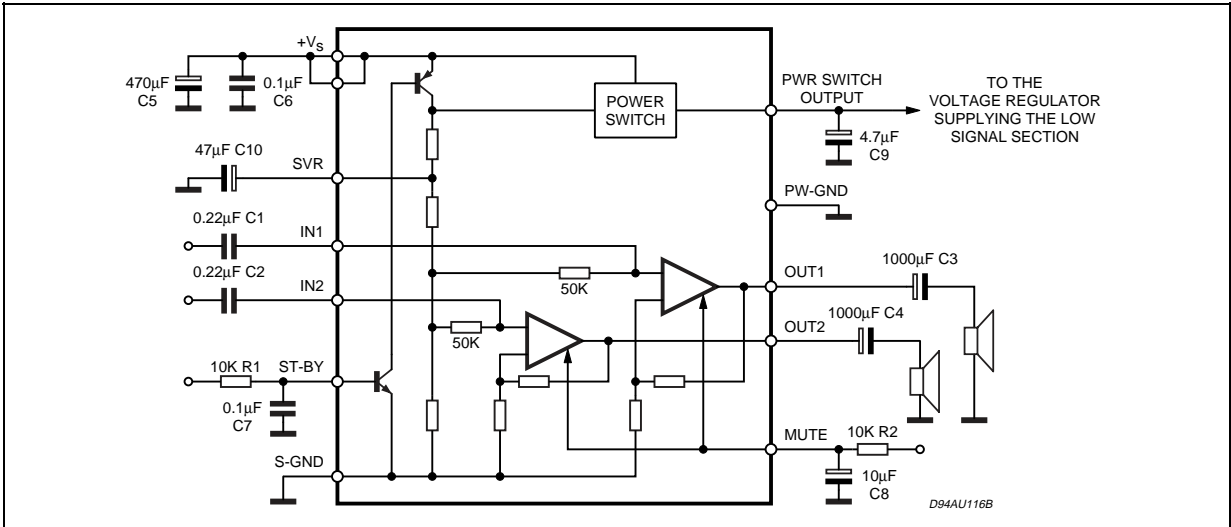 +Vs
470µF
C5
0.1µF
C6
47µF C10
SVR
0.22µF C1
IN1
0.22µF C2
IN2
10K R1
ST-BY
0.1µF
C7
S-GND
50K
50K
POWER
SWITCH
PWR SWITCH
OUTPUT
4.7µF
C9
TO THE
VOLTAGE REGULATOR
SUPPLYING THE LOW
SIGNAL SECTION
PW-GND
OUT1
1000µF C3
OUT2
1000µF C4
MUTE
10K R2
10µF
C8
D94AU116B